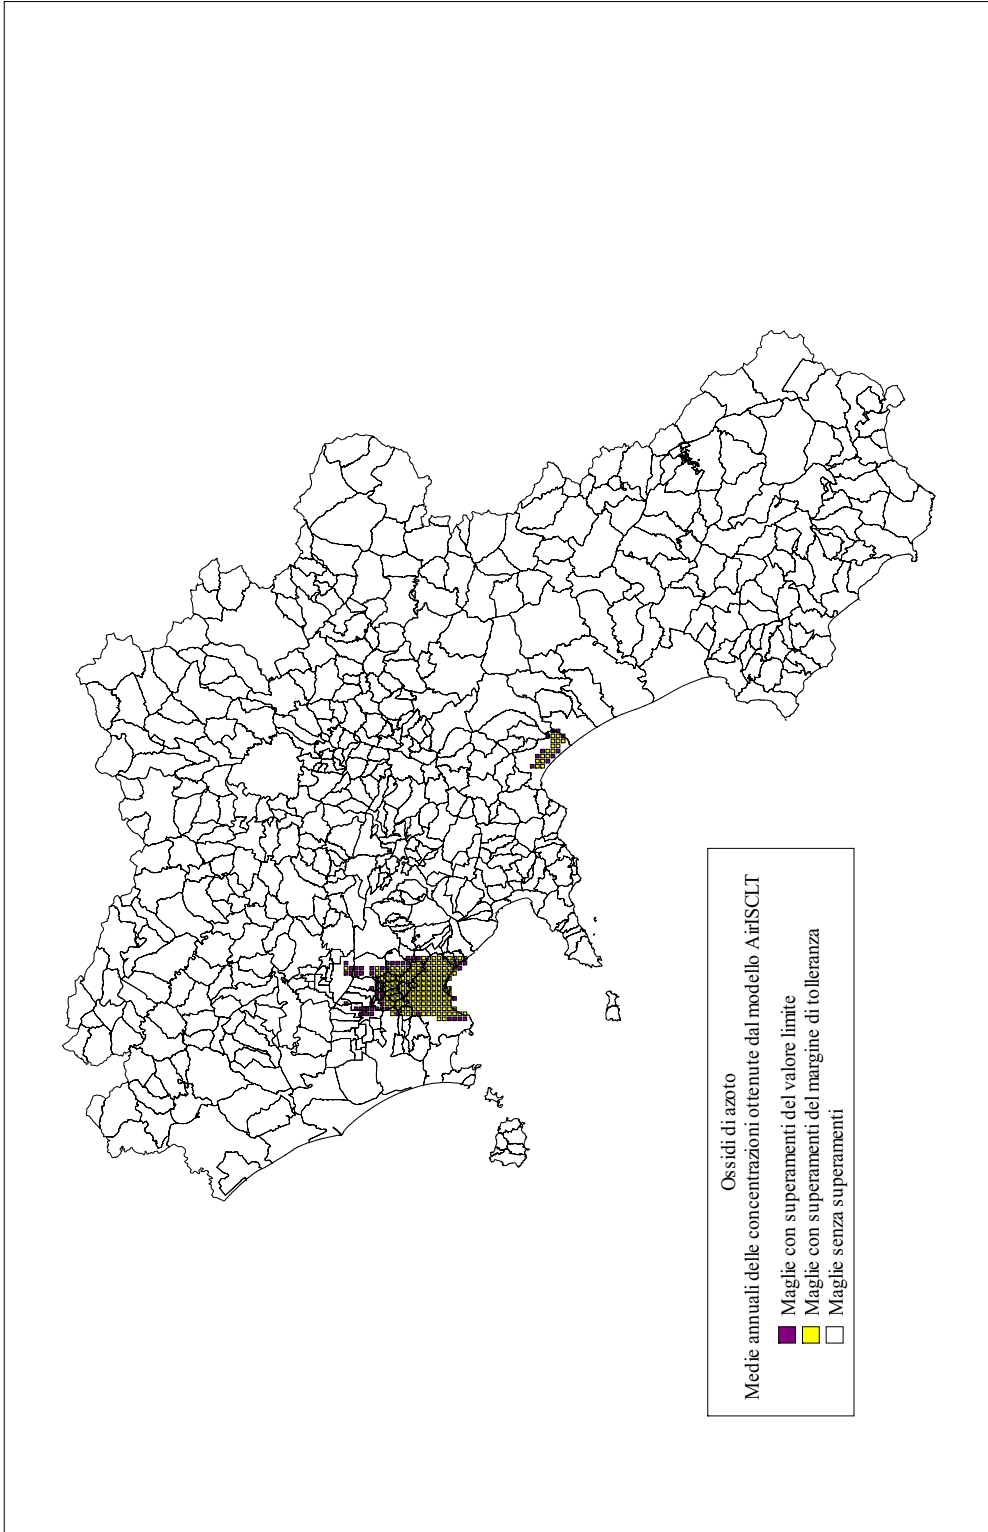 Ossidi di azoto
Medie annuali delle concentrazioni ottenute dal modello AirISCLT
Maglie con superamenti del valore limite
Maglie con superamenti del margine di tolleranza
Maglie senza superamenti